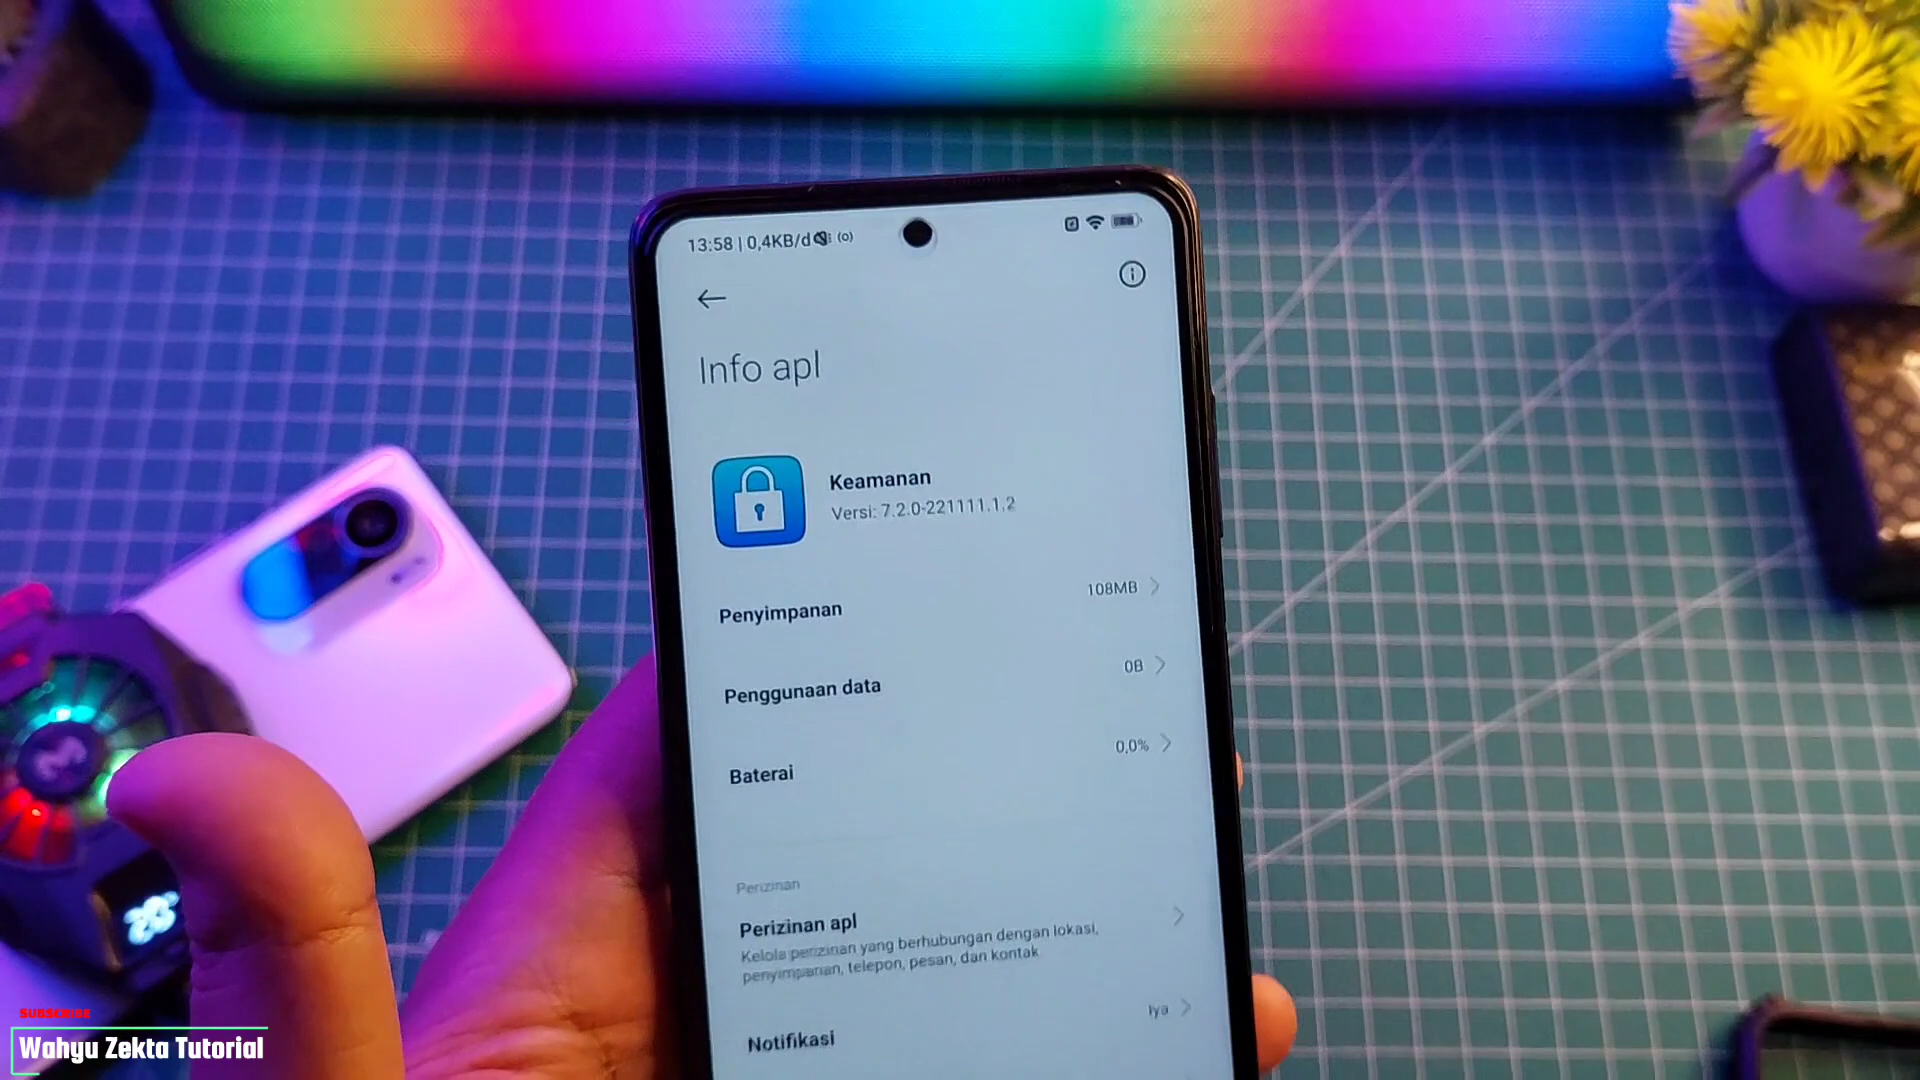 13:58 | 0,4KB/d
Info apl
Keamanan
Versi: 7.2.0-221111.1.2
Penyimpanan
108MB
Penggunaan data
0B
Baterai
0,0%
Perizinan
Perizinan apl
Kelola perizinan yang berhubungan dengan lokasi,
penyimpanan, telepon, pesan, dan kontak
Notifikasi
Iya
SUBSCRIBE
Wahyu Zekta Tutorial